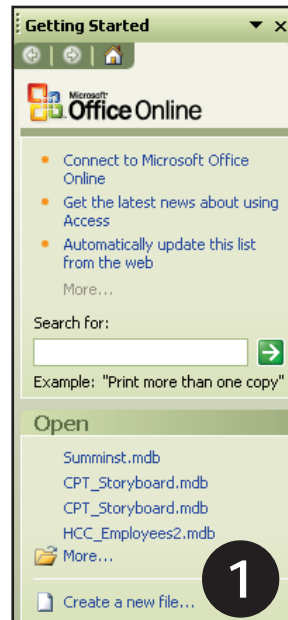 Getting Started
Microsoft
Office Online
Connect to Microsoft Office
Online
Get the latest news about using
Access
Automatically update this list
from the web
More...
Search for:
Example: "Print more than one copy"
Open
Summinst.mdb
CPT_Storyboard.mdb
CPT_Storyboard.mdb
HCC_Employees2.mdb
More...
Create a new file...
1